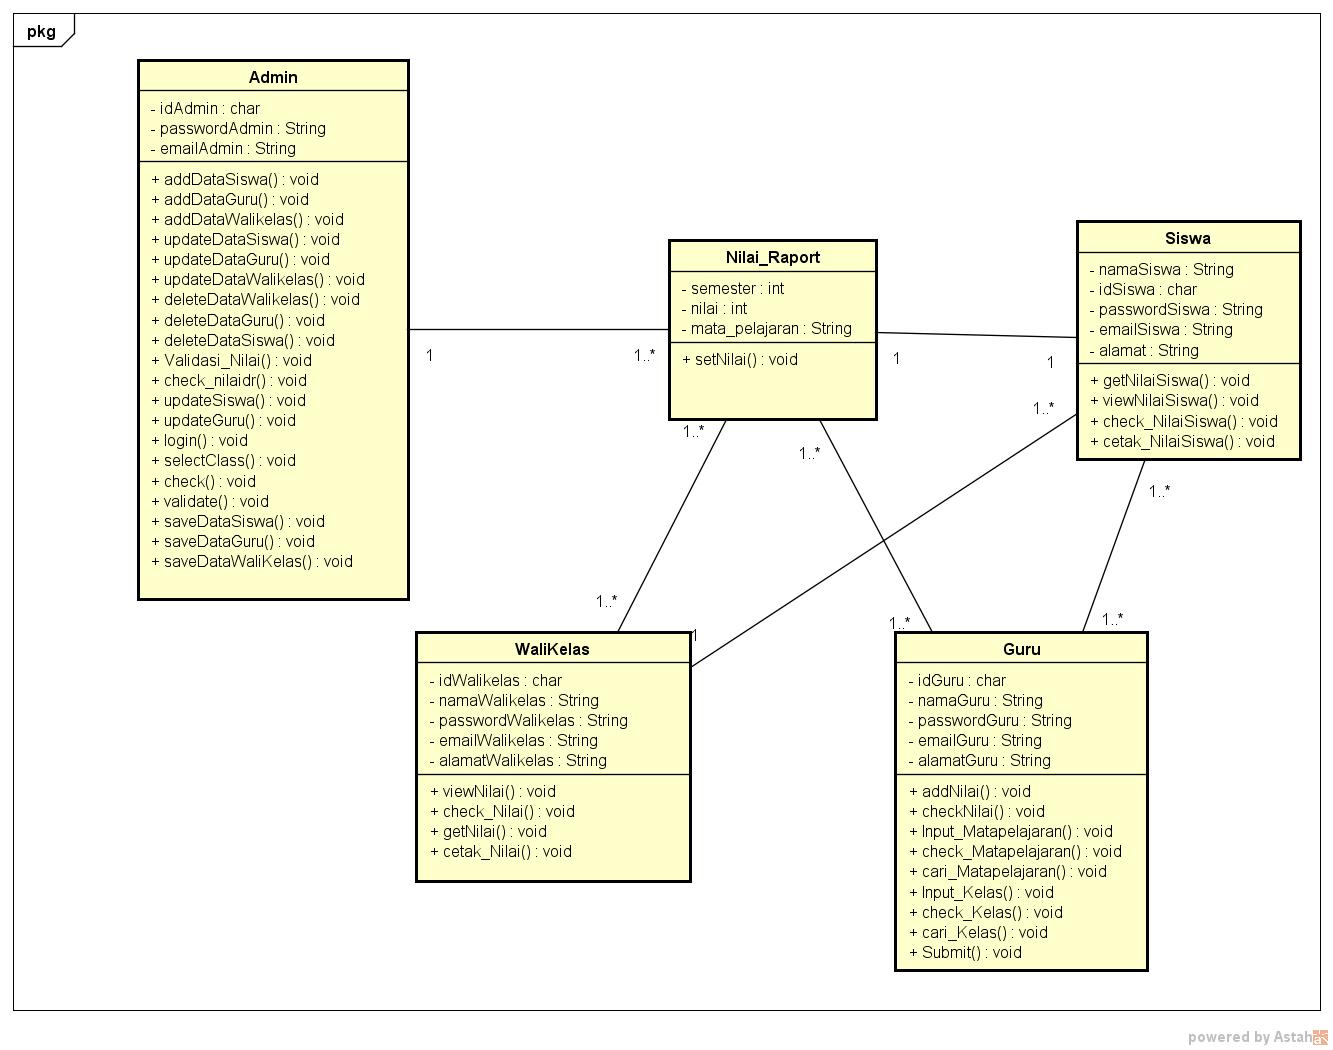 pkg
Admin
- idAdmin : char
- passwordAdmin : String
- emailAdmin : String
+ addDataSiswa() : void
+ addDataGuru() : void
+ addDataWalikelas() : void
+ updateDataSiswa() : void
+ updateDataGuru() : void
+ updateDataWalikelas() : void
+ deleteDataWalikelas() : void
+ deleteDataGuru() : void
+ deleteDataSiswa() : void
+ Validasi_Nilai() : void
+ check_nilaidr() : void
+ updateSiswa() : void
+ updateGuru() : void
+ login() : void
+ selectClass() : void
+ check() : void
+ validate() : void
+ saveDataSiswa() : void
+ saveDataGuru() : void
+ saveDataWaliKelas() : void
1
1..*
Nilai_Raport
- semester : int
- nilai : int
- mata_pelajaran : String
+ setNilai() : void
1
1
1..*
1..*
1..*
Siswa
- namaSiswa : String
- idSiswa : char
- passwordSiswa : String
- emailSiswa : String
- alamat : String
+ getNilaiSiswa() : void
+ viewNilaiSiswa() : void
+ check_NilaiSiswa() : void
+ cetak_NilaiSiswa() : void
1..*
1..*
1
1..*
1..*
WaliKelas
- idWalikelas : char
- namaWalikelas : String
- passwordWalikelas : String
- emailWalikelas : String
- alamatWalikelas : String
+ viewNilai() : void
+ check_Nilai() : void
+ getNilai() : void
+ cetak_Nilai() : void
Guru
- idGuru : char
- namaGuru : String
- passwordGuru : String
- emailGuru : String
- alamatGuru : String
+ addNilai() : void
+ checkNilai() : void
+ Input_Matapelajaran() : void
+ check_Matapelajaran() : void
+ cari_Matapelajaran() : void
+ Input_Kelas() : void
+ check_Kelas() : void
+ cari_Kelas() : void
+ Submit() : void
powered by Astah